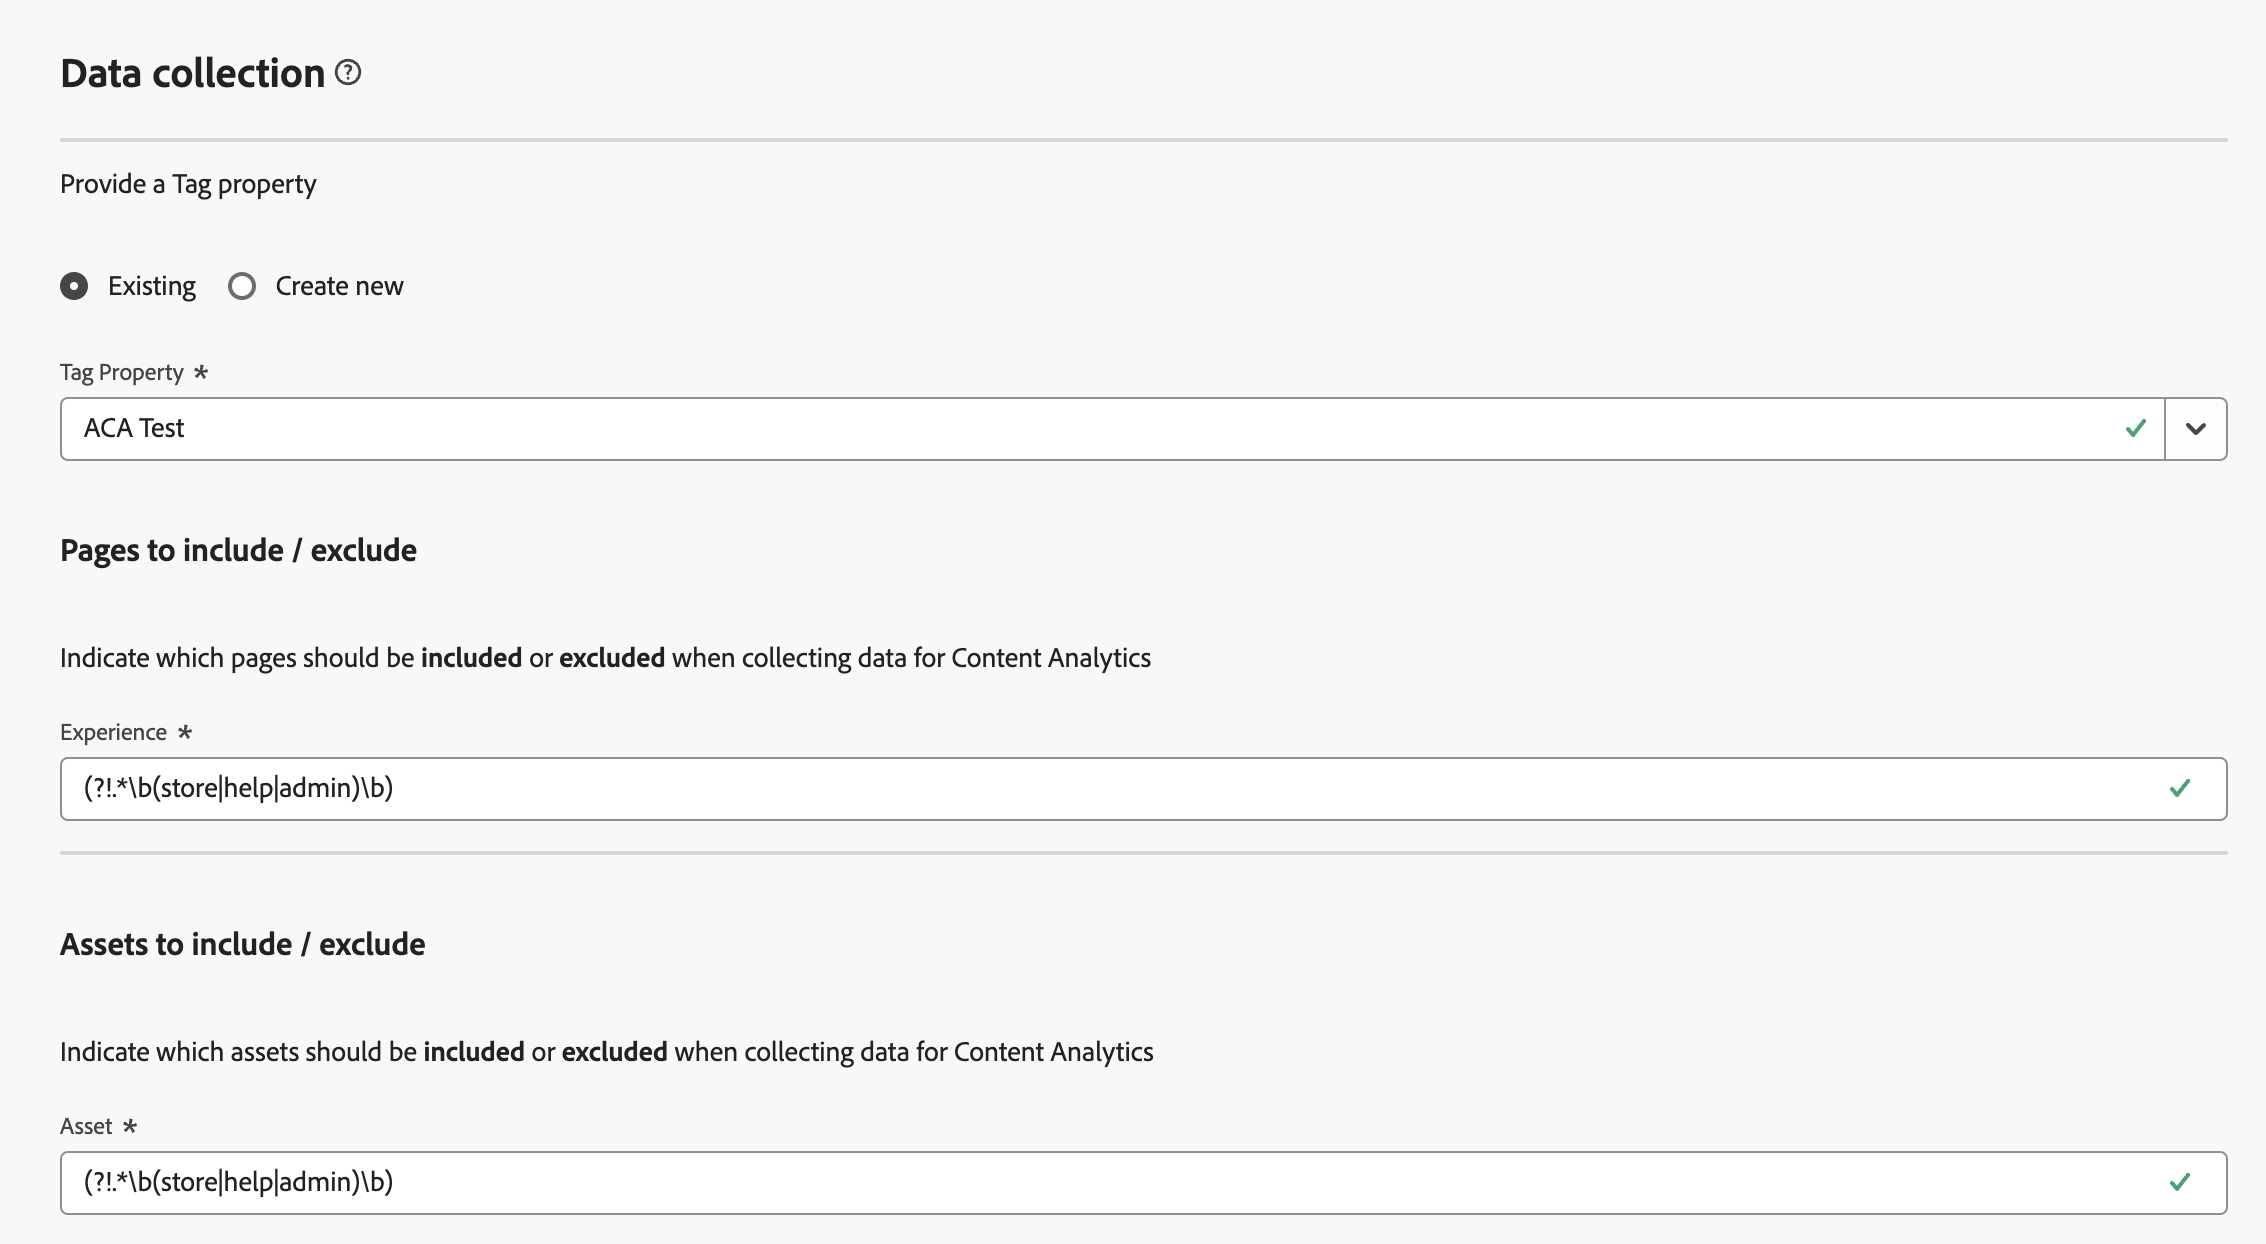 Data collection
Provide a Tag property
Existing Create new
Tag Property *
ACA Test
Pages to include / exclude
Indicate which pages should be included or excluded when collecting data for Content Analytics
Experience *
(?!.*\b(store|help|admin)\b)
Assets to include / exclude
Indicate which assets should be included or excluded when collecting data for Content Analytics
Asset *
(?!.*\b(store|help|admin)\b)